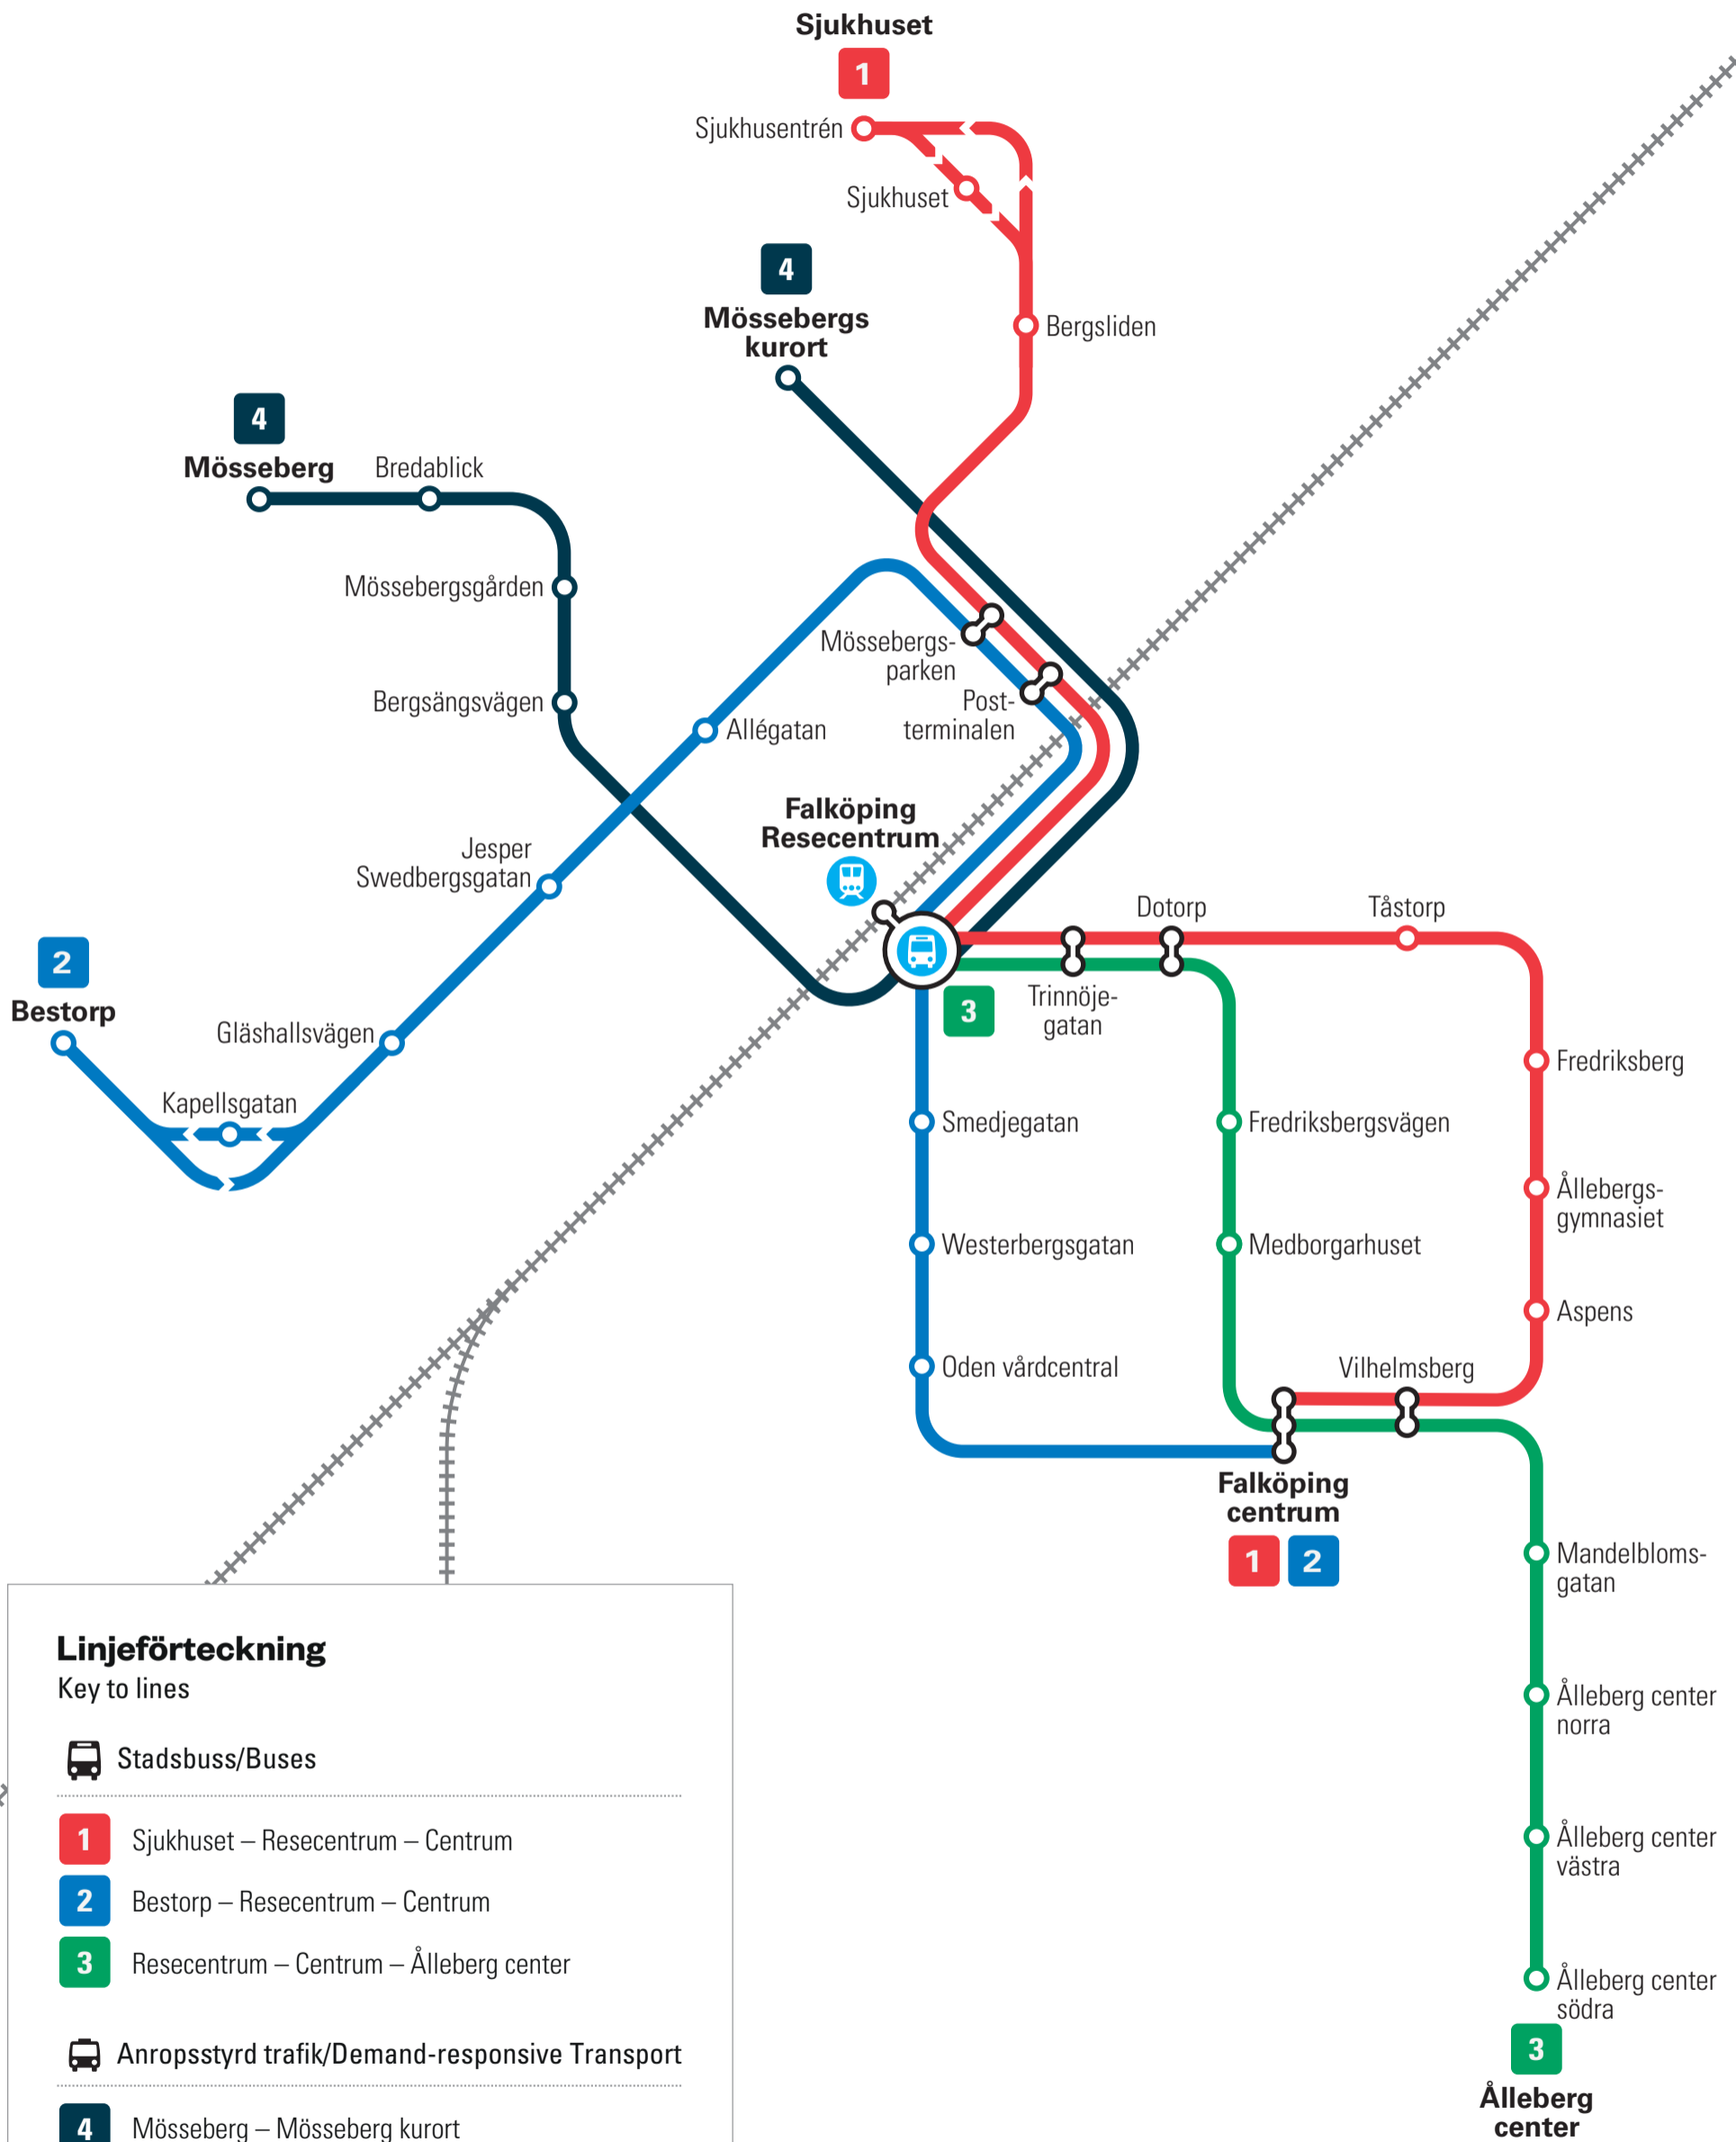 Sjukhuset
1
Sjukhusentrén
Sjukhuset
4
Mössebergs
kurort
Bergsliden
4
Mösseberg
Bredablick
Mössebergsgården
Mössebergs-
parken
Bergsängsvägen
Post-
terminalen
Allégatan
Falköping
Resecentrum
Jesper
Swedbergsgatan
Dotorp
Tåstorp
2
Bestorp
3
Trinnöje-
gatan
Gläshallsvägen
Fredriksberg
Kapellsgatan
Smedjegatan
Fredriksbergsvägen
Ållebergs-
gymnasiet
Westerbergsgatan
Medborgarhuset
Aspens
Oden vårdcentral
Vilhelmsberg
Falköping
centrum
1 2
Mandelbloms-
gatan
Ålleberg center
norra
Ålleberg center
västra
Ålleberg center
södra
3
Ålleberg
center
Linjeförteckning
Key to lines
Stadsbuss/Buses
1 Sjukhuset – Resecentrum – Centrum
2 Bestorp – Resecentrum – Centrum
3 Resecentrum – Centrum – Ålleberg center
Anropsstyrd trafik/Demand-responsive Transport
4 Mösseberg – Mösseberg kurort